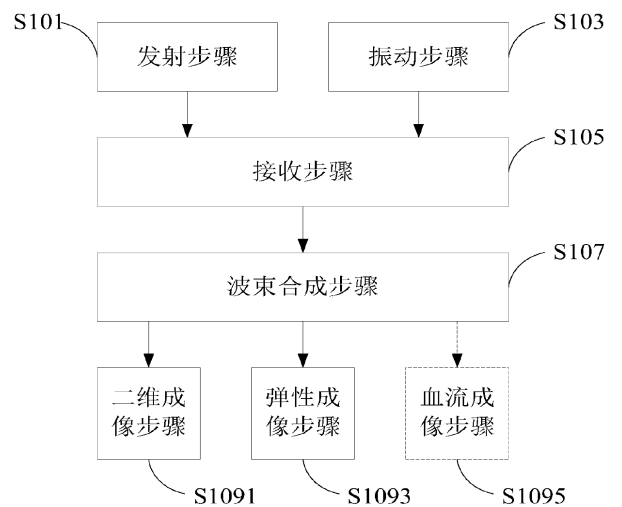 S101
发射步骤
振动步骤
S103
接收步骤
S105
波束合成步骤
S107
二维成
像步骤
弹性成
像步骤
血流成
像步骤
S1091
S1093
S1095